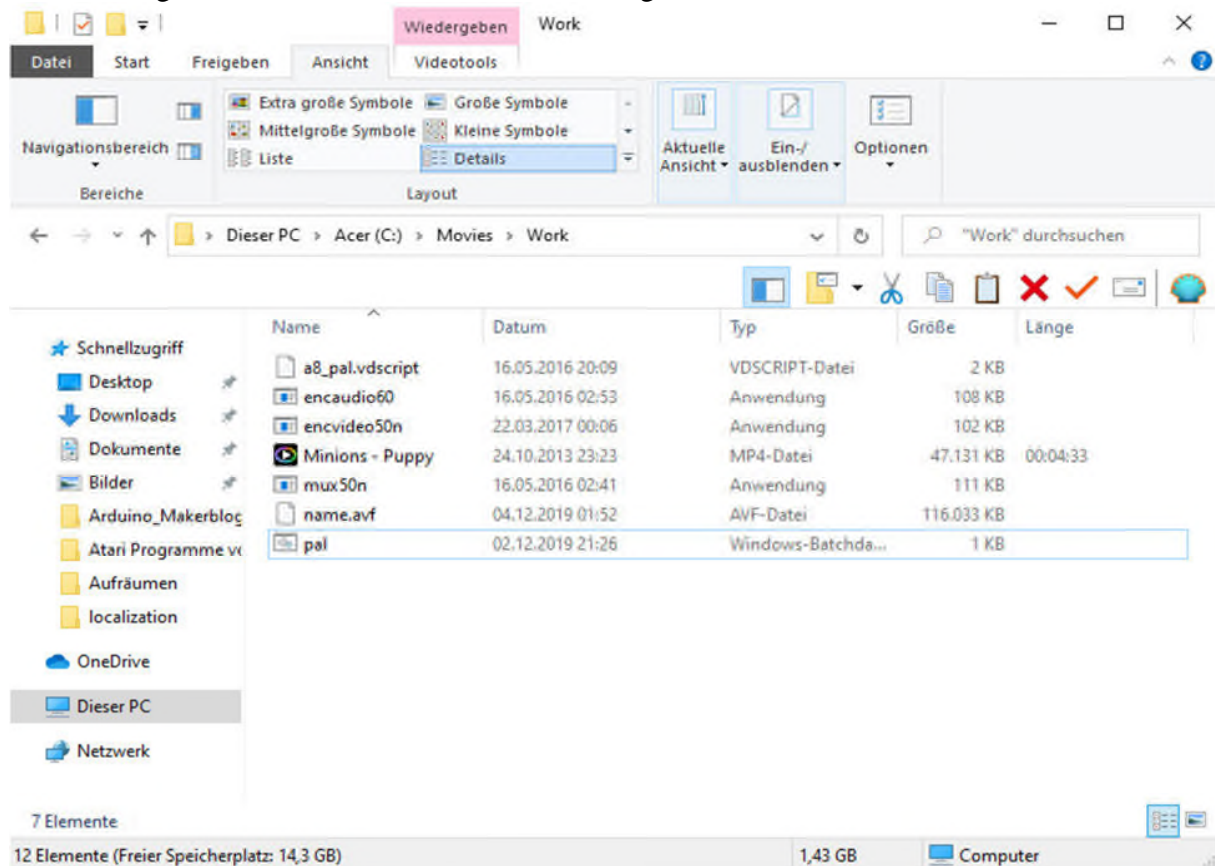 Wiedergeben Work
Datei Start Freigeben Ansicht Videotools
Extra große Symbole Große Symbole
Mittelgroße Symbole Kleine Symbole
Liste Details
Navigationsbereich
Aktuelle Ansicht
Ein-/ausblenden
Optionen
Bereiche Layout
Dieser PC Acer (C:) Movies Work
"Work" durchsuchen
Name Datum Typ Größe Länge
a8_pal.vdscript 16.05.2016 20:09 VDSCRIPT-Datei 2 KB
encaudio60 16.05.2016 02:53 Anwendung 108 KB
encvideo50n 22.03.2017 00:06 Anwendung 102 KB
Minions - Puppy 24.10.2013 23:23 MP4-Datei 47.131 KB 00:04:33
mux50n 16.05.2016 02:41 Anwendung 111 KB
name.avf 04.12.2019 01:52 AVF-Datei 116.033 KB
pal 02.12.2019 21:26 Windows-Batchda... 1 KB
Schnellzugriff
Desktop
Downloads
Dokumente
Bilder
Arduino_Makerblog
Atari Programme
Aufräumen
localization
OneDrive
Dieser PC
Netzwerk
7 Elemente
12 Elemente (Freier Speicherplatz: 14,3 GB) 1,43 GB Computer